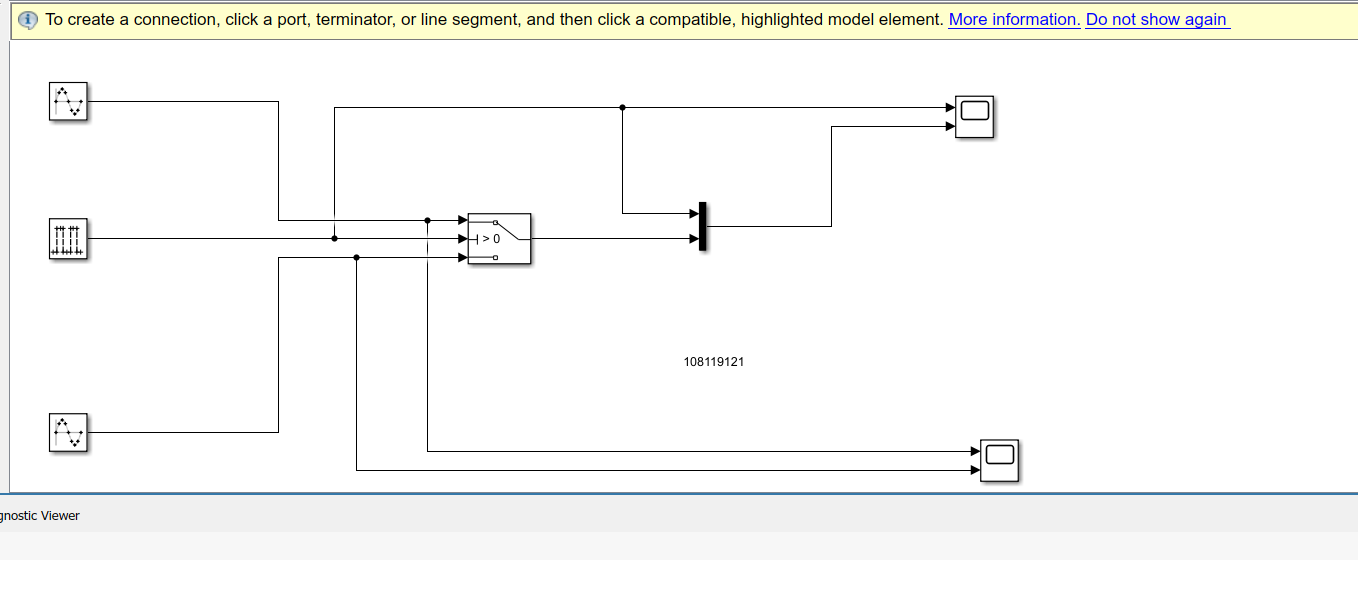 To create a connection, click a port, terminator, or line segment, and then click a compatible, highlighted model element. More information. Do not show again
> 0
108119121
gnostic Viewer